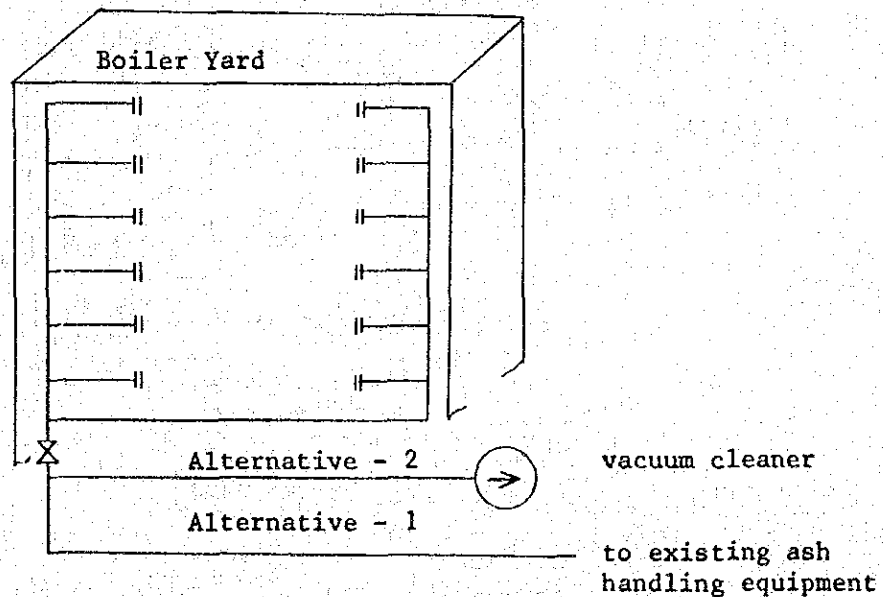 Boiler Yard
Alternative - 2
vacuum cleaner
Alternative - 1
to existing ash
handling equipment